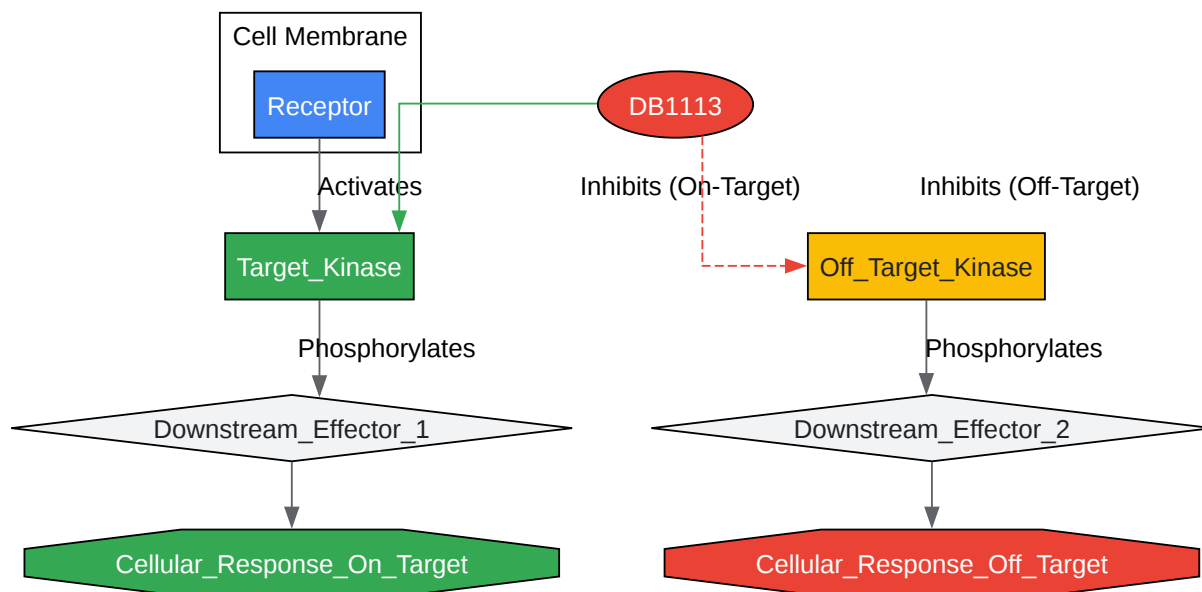 Cell Membrane
Receptor
DB1113
Activates
Inhibits (On-Target)
Inhibits (Off-Target)
Target_Kinase
Off_Target_Kinase
Phosphorylates
Phosphorylates
Downstream_Effector_1
Downstream_Effector_2
Cellular_Response_On_Target
Cellular_Response_Off_Target